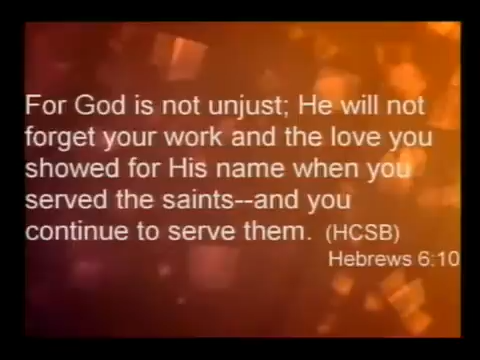 For God is not unjust; He will not
forget your work and the love you
showed for His name when you
served the saints--and you
continue to serve them. (HCSB)
Hebrews 6:10